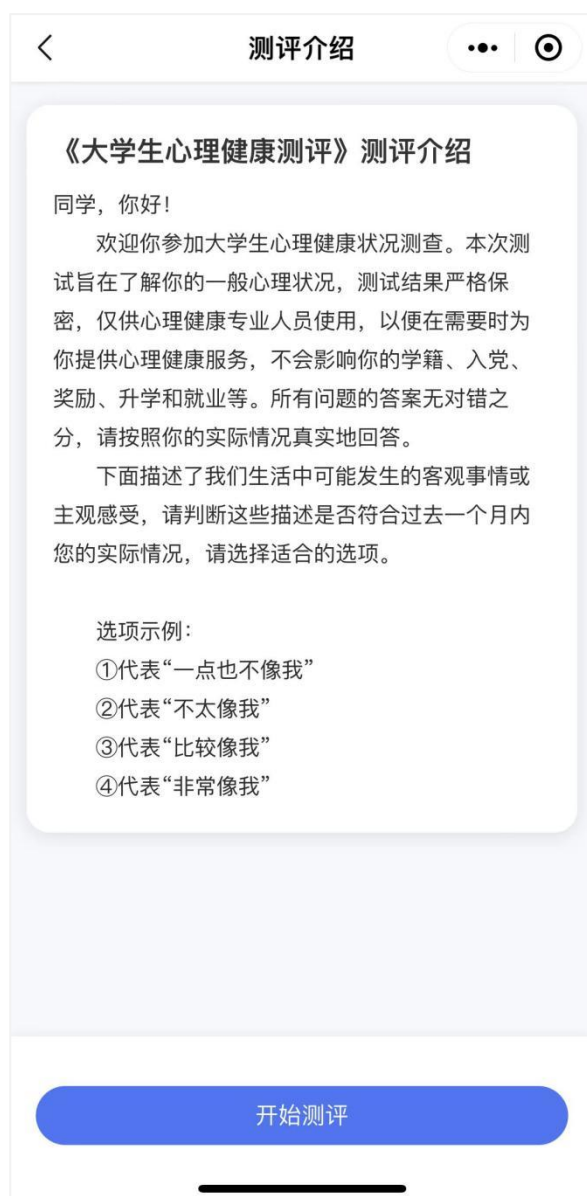 测评介绍
《大学生心理健康测评》测评介绍
同学，你好！
欢迎你参加大学生心理健康状况测查。本次测
试旨在了解你的一般心理状况，测试结果严格保
密，仅供心理健康专业人员使用，以便在需要时为
你提供心理健康服务，不会影响你的学籍、入党、
奖励、升学和就业等。所有问题的答案无对错之
分，请按照你的实际情况真实地回答。
下面描述了我们生活中可能发生的客观事情或
主观感受，请判断这些描述是否符合过去一个月内
您的实际情况，请选择适合的选项。
选项示例：
①代表“一点也不像我”
②代表“不太像我”
③代表“比较像我”
④代表“非常像我”
开始测评